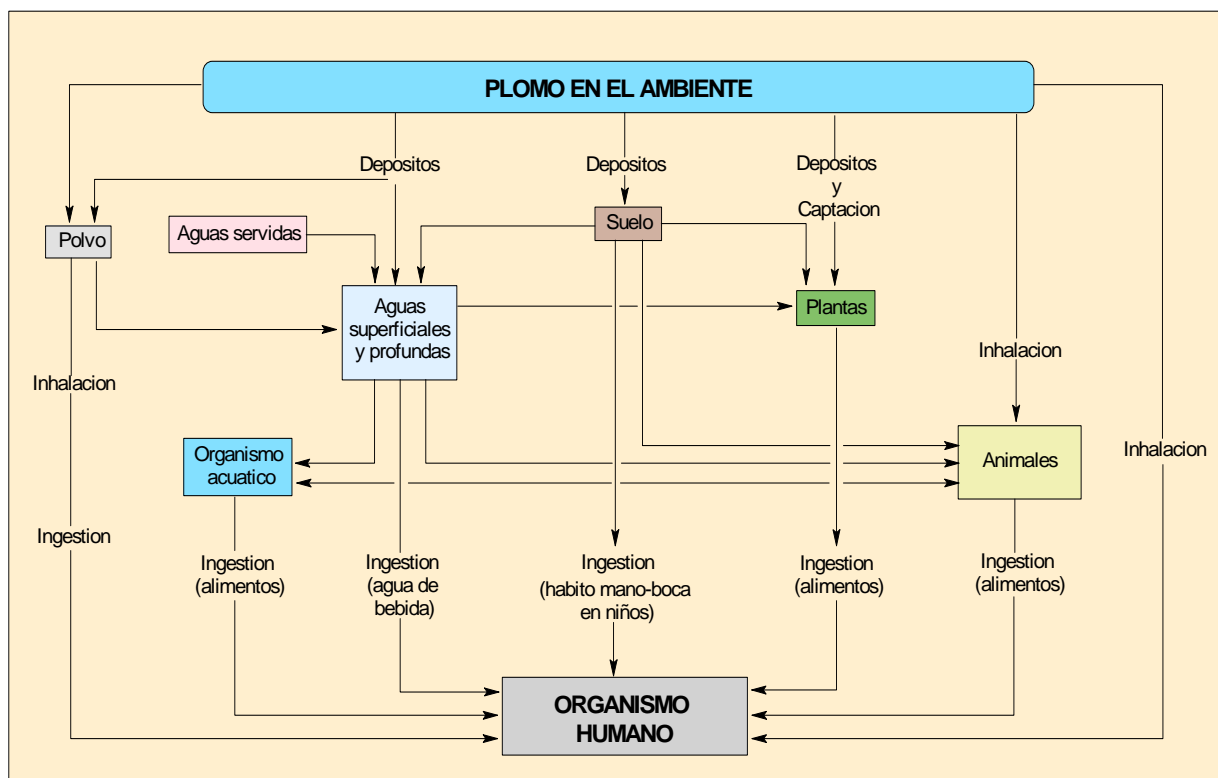 PLOMO EN EL AMBIENTE
Depositos
Depositos
Depositos
y
Captacion
Polvo
Aguas servidas
Suelo
Aguas
superficiales
y profundas
Plantas
Inhalacion
Inhalacion
Organismo
acuatico
Animales
Inhalacion
Ingestion
Ingestion
(alimentos)
Ingestion
(agua de
bebida)
Ingestion
(habito mano-boca
en niños)
Ingestion
(alimentos)
Ingestion
(alimentos)
ORGANISMO
HUMANO